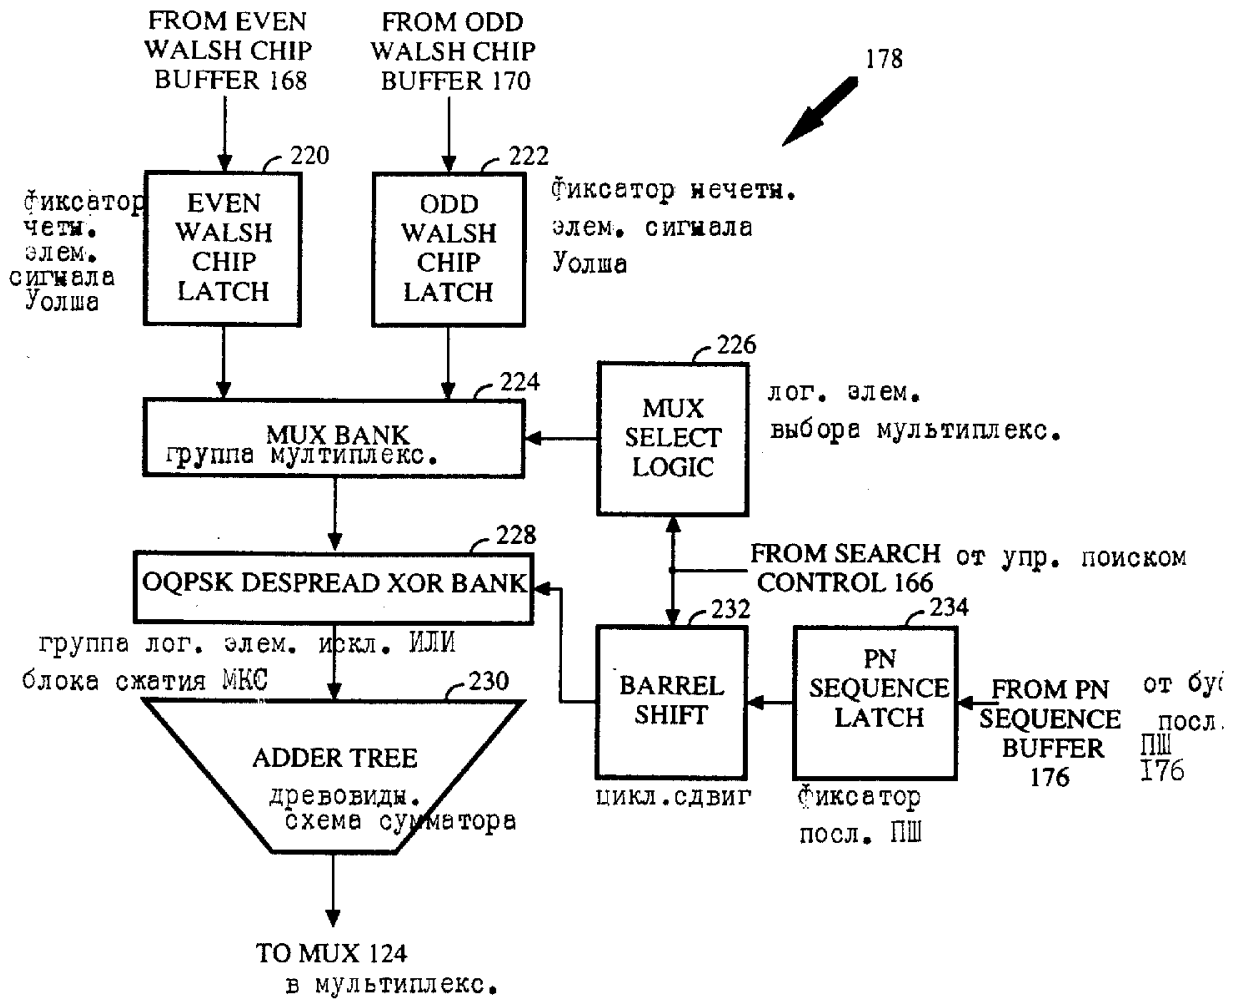 FROM EVEN
WALSH CHIP
BUFFER 168
FROM ODD
WALSH CHIP
BUFFER 170
178
220
222
EVEN
WALSH
CHIP
LATCH
ODD
WALSH
CHIP
LATCH
фиксатор
четн.
элем.
сигнала
Уолша
фиксатор нечетн.
элем. сигнала
Уолша
224
226
MUX BANK
группа мултиплекс.
MUX
SELECT
LOGIC
лог. элем.
выбора мультиплекс.
228
OQPSK DESPREAD XOR BANK
FROM SEARCH
CONTROL 166
от упр. поиском
группа лог. элем. искл. ИЛИ
блока сжатия МКС
230
232
234
BARREL
SHIFT
PN
SEQUENCE
LATCH
FROM PN
SEQUENCE
BUFFER
176
от бу
посл.
ПШ
176
ADDER TREE
древовидн.
схема сумматора
цикл.сдвиг
фиксатор
посл. ПШ
TO MUX 124
в мультиплекс.